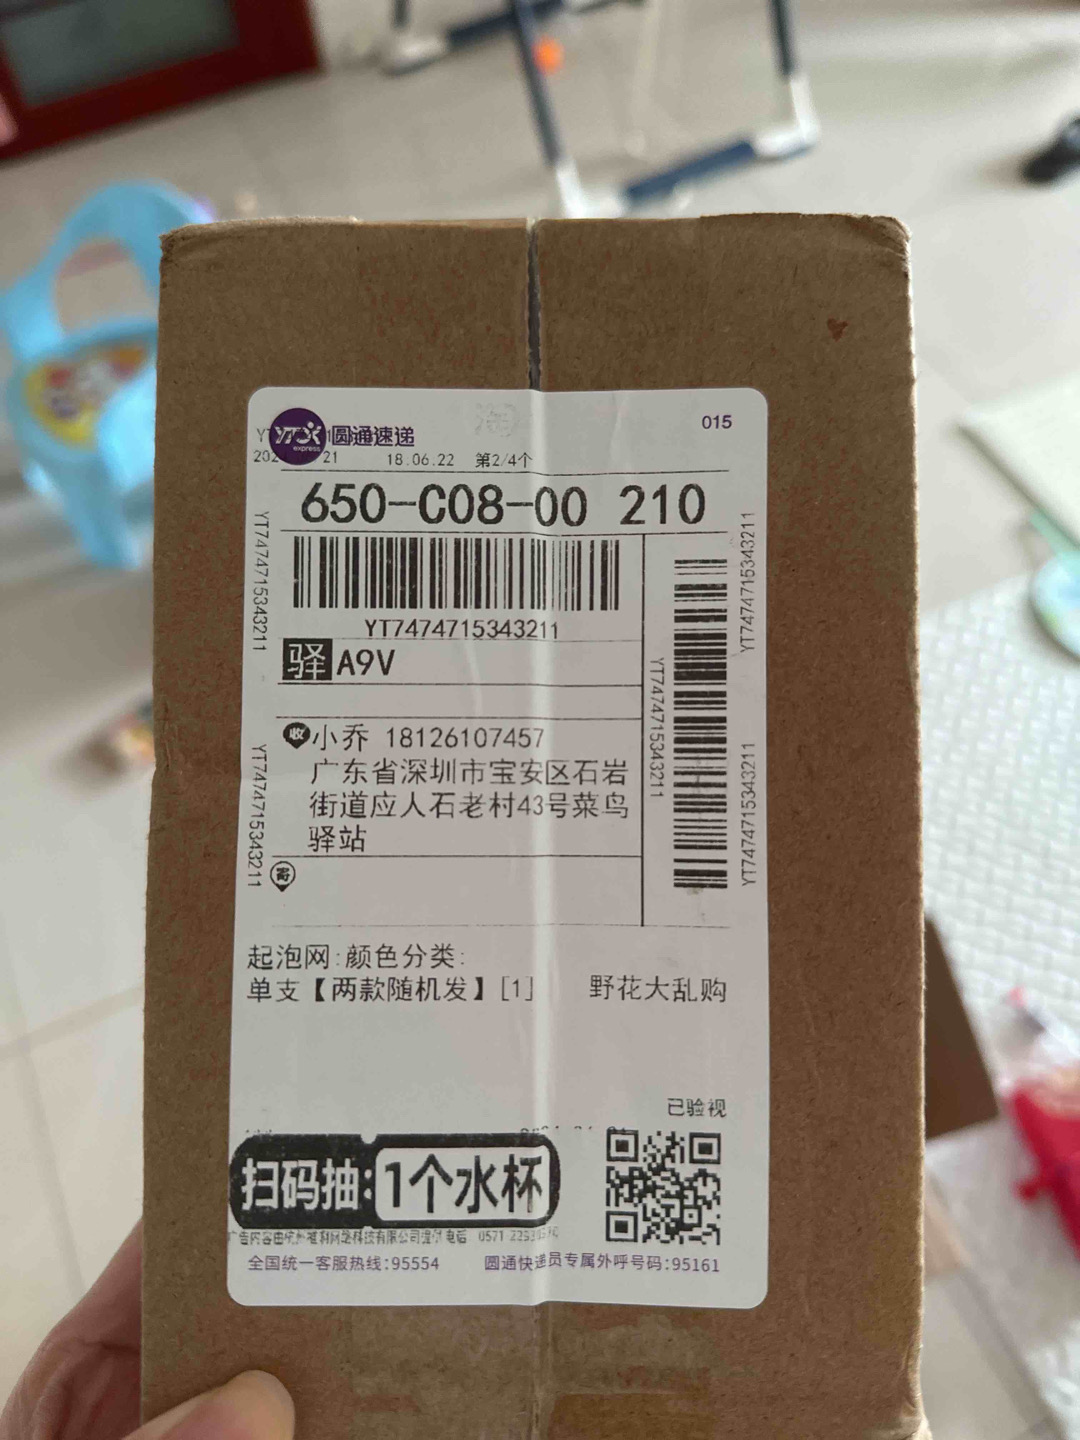 圆通速递
express
015
18.06.22 第2/4个
650-C08-00 210
YT7474715343211
驿 A9V
收 小乔 18126107457
广东省深圳市宝安区石岩
街道应人石老村43号菜鸟
驿站
寄
YT7474715343211
YT7474715343211
YT7474715343211
YT7474715343211
YT7474715343211
起泡网:颜色分类:
单支【两款随机发】[1] 野花大乱购
已验视
扫码抽:1个水杯
全国统一客服热线:95554 圆通快递员专属外呼号码:95161